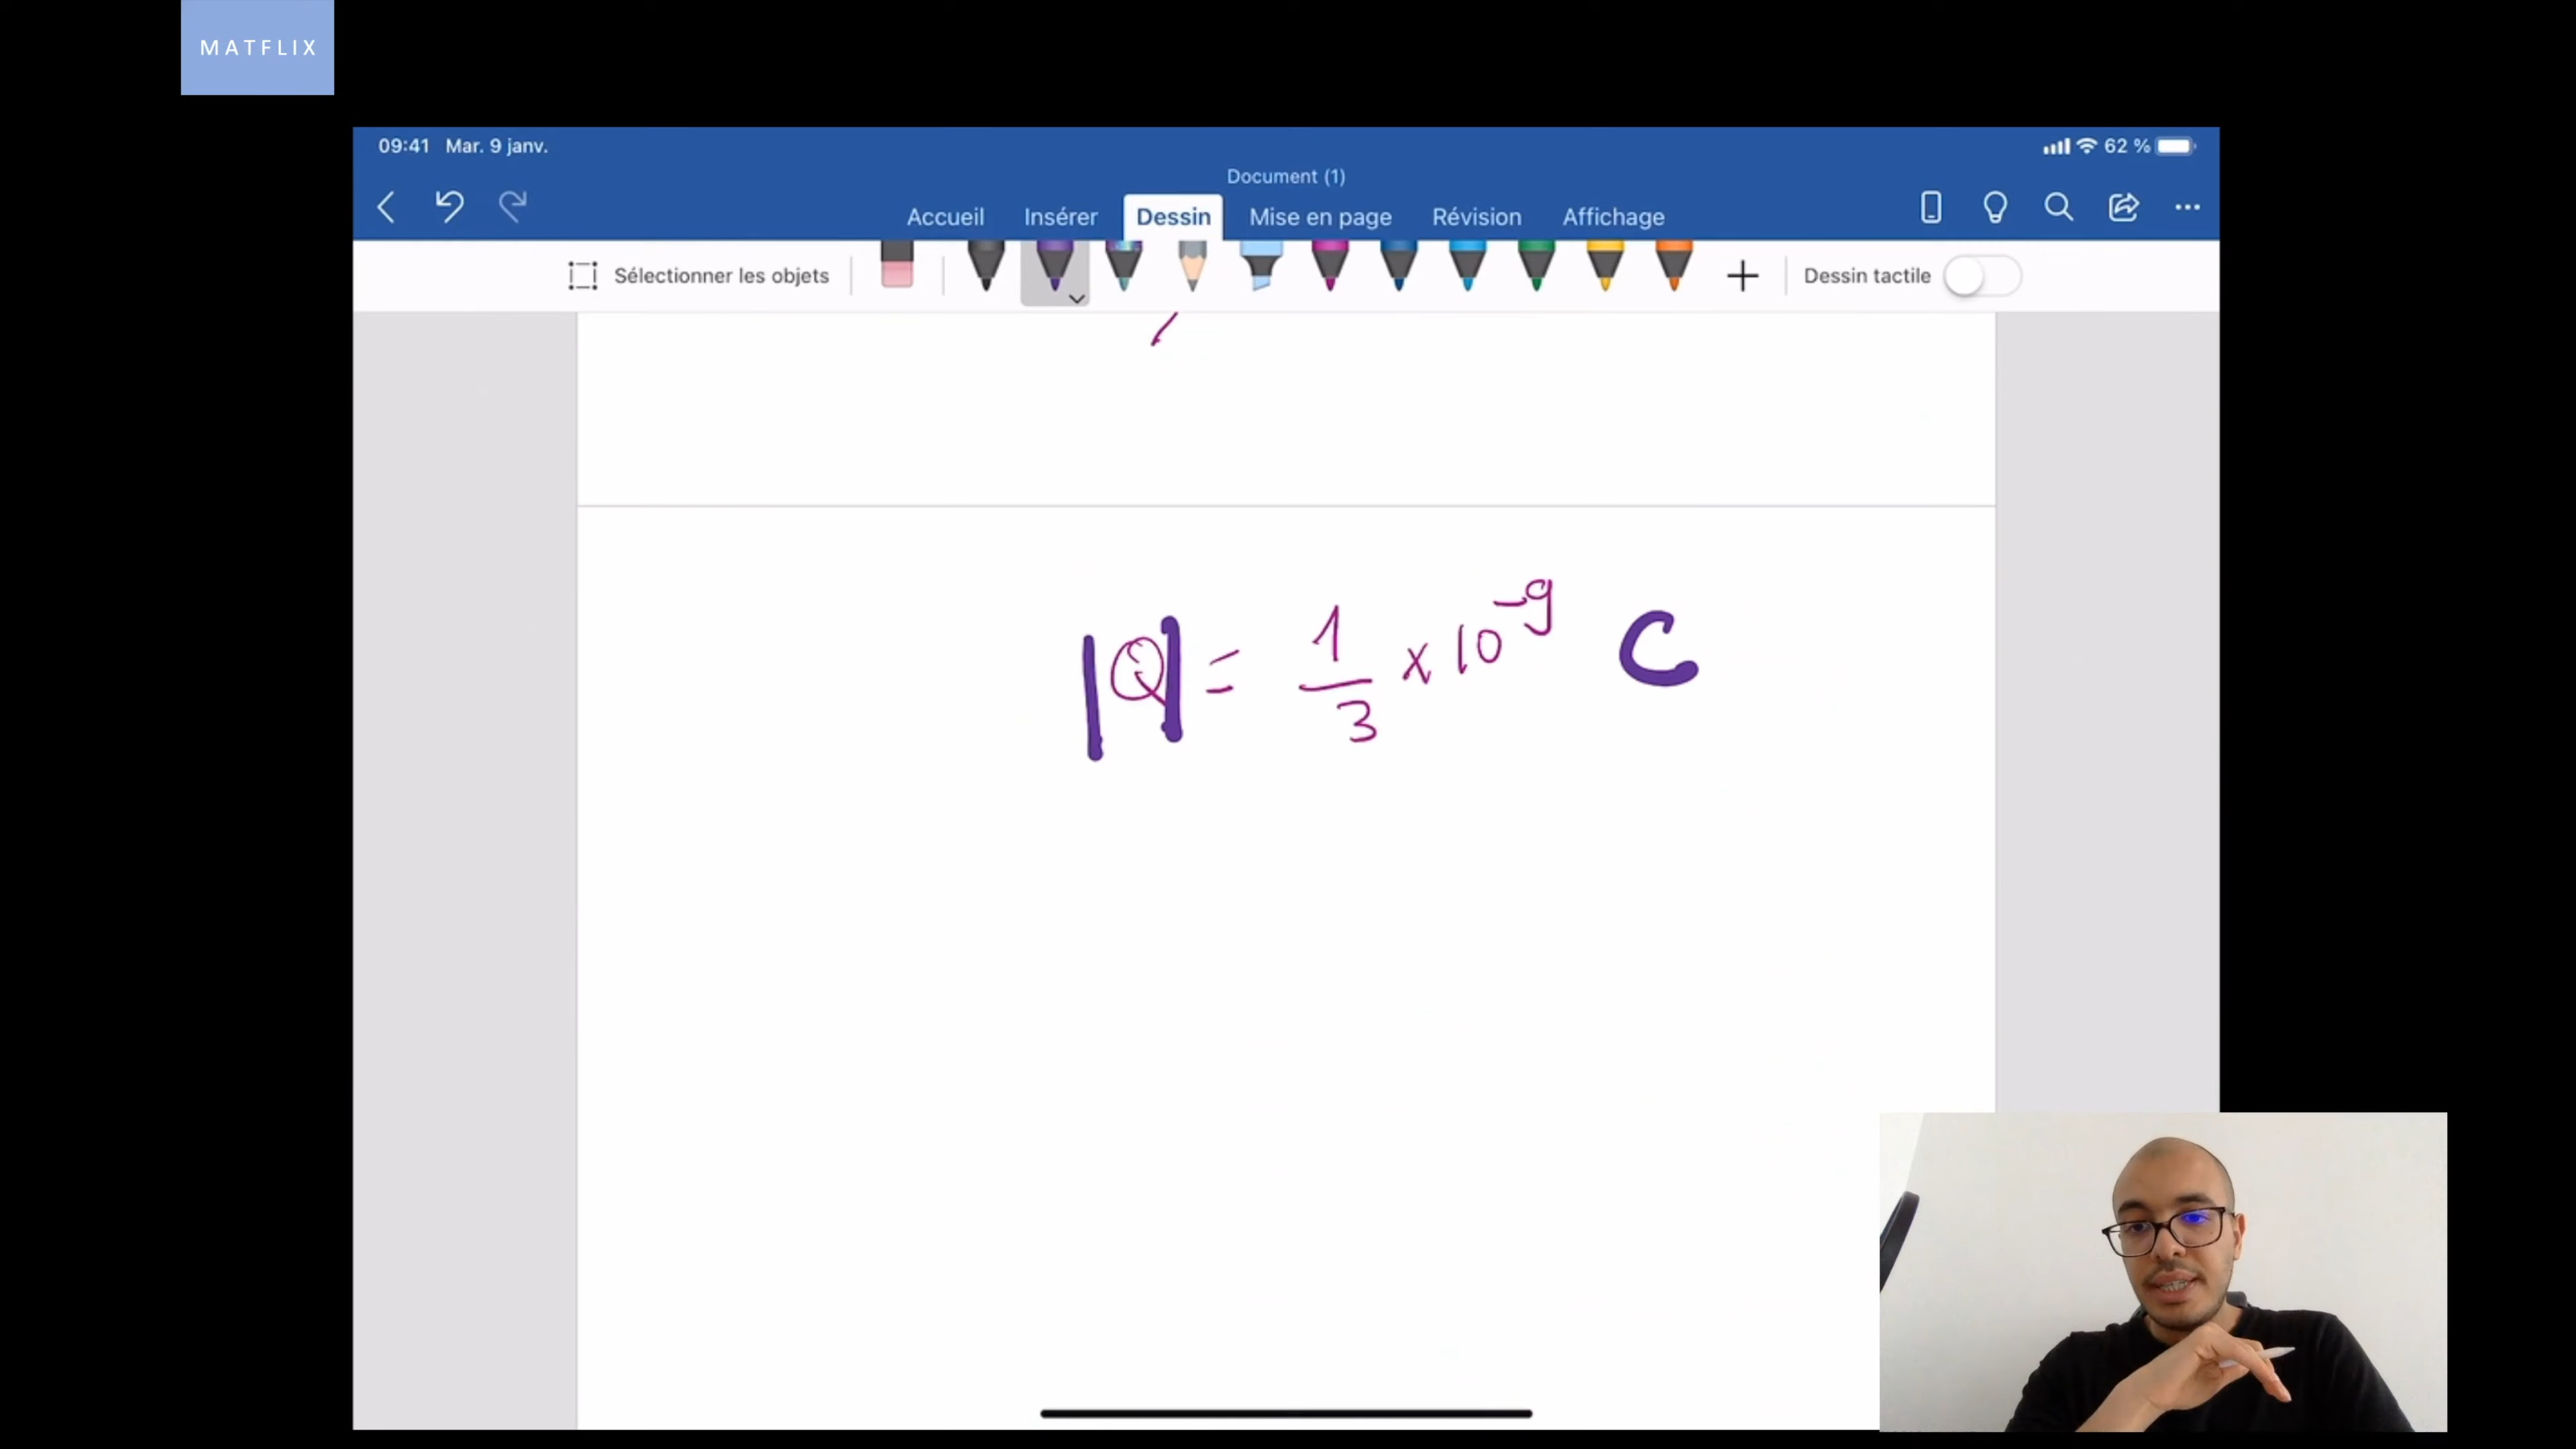 MATFLIX
09:41 Mar. 9 janv. 62 %
Document (1)
Accueil Insérer Dessin Mise en page Révision Affichage
Sélectionner les objets Dessin tactile
|Q| = 1/3 × 10⁻⁹ C